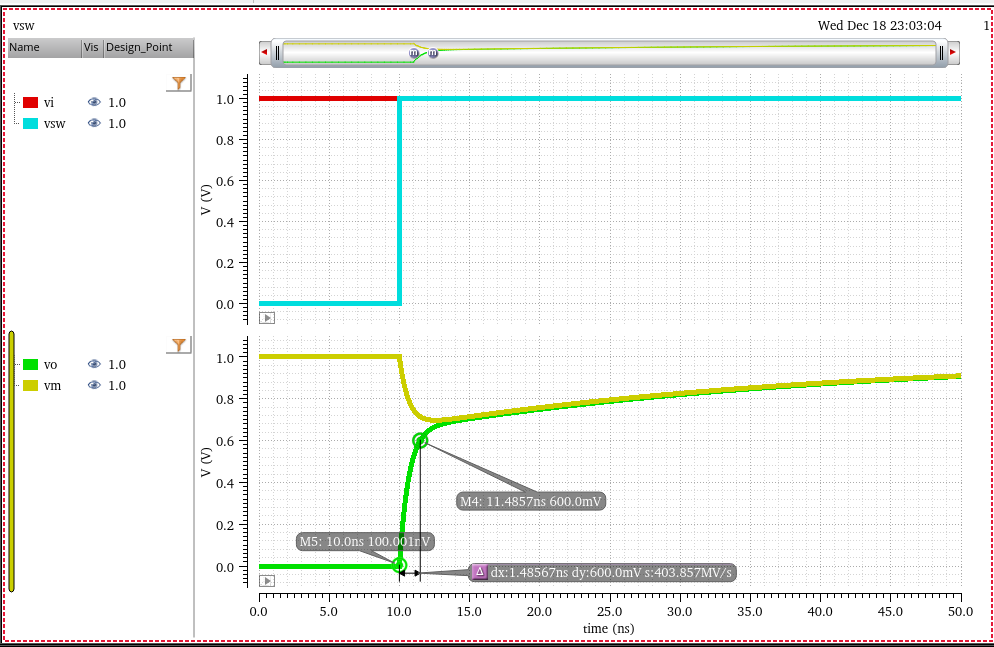 vsw
Wed Dec 18 23:03:04 1
Name Vis Design_Point
vi 1.0
vsw 1.0
m m
1.0
0.8
0.6
0.4
0.2
0.0
V (V)
vo 1.0
vm 1.0
1.0
0.8
0.6
0.4
0.2
0.0
V (V)
M4: 11.4857ns 600.0mV
M5: 10.0ns 100.001nV
Δ dx:1.48567ns dy:600.0mV s:403.857MV/s
0.0 5.0 10.0 15.0 20.0 25.0 30.0 35.0 40.0 45.0 50.0
time (ns)